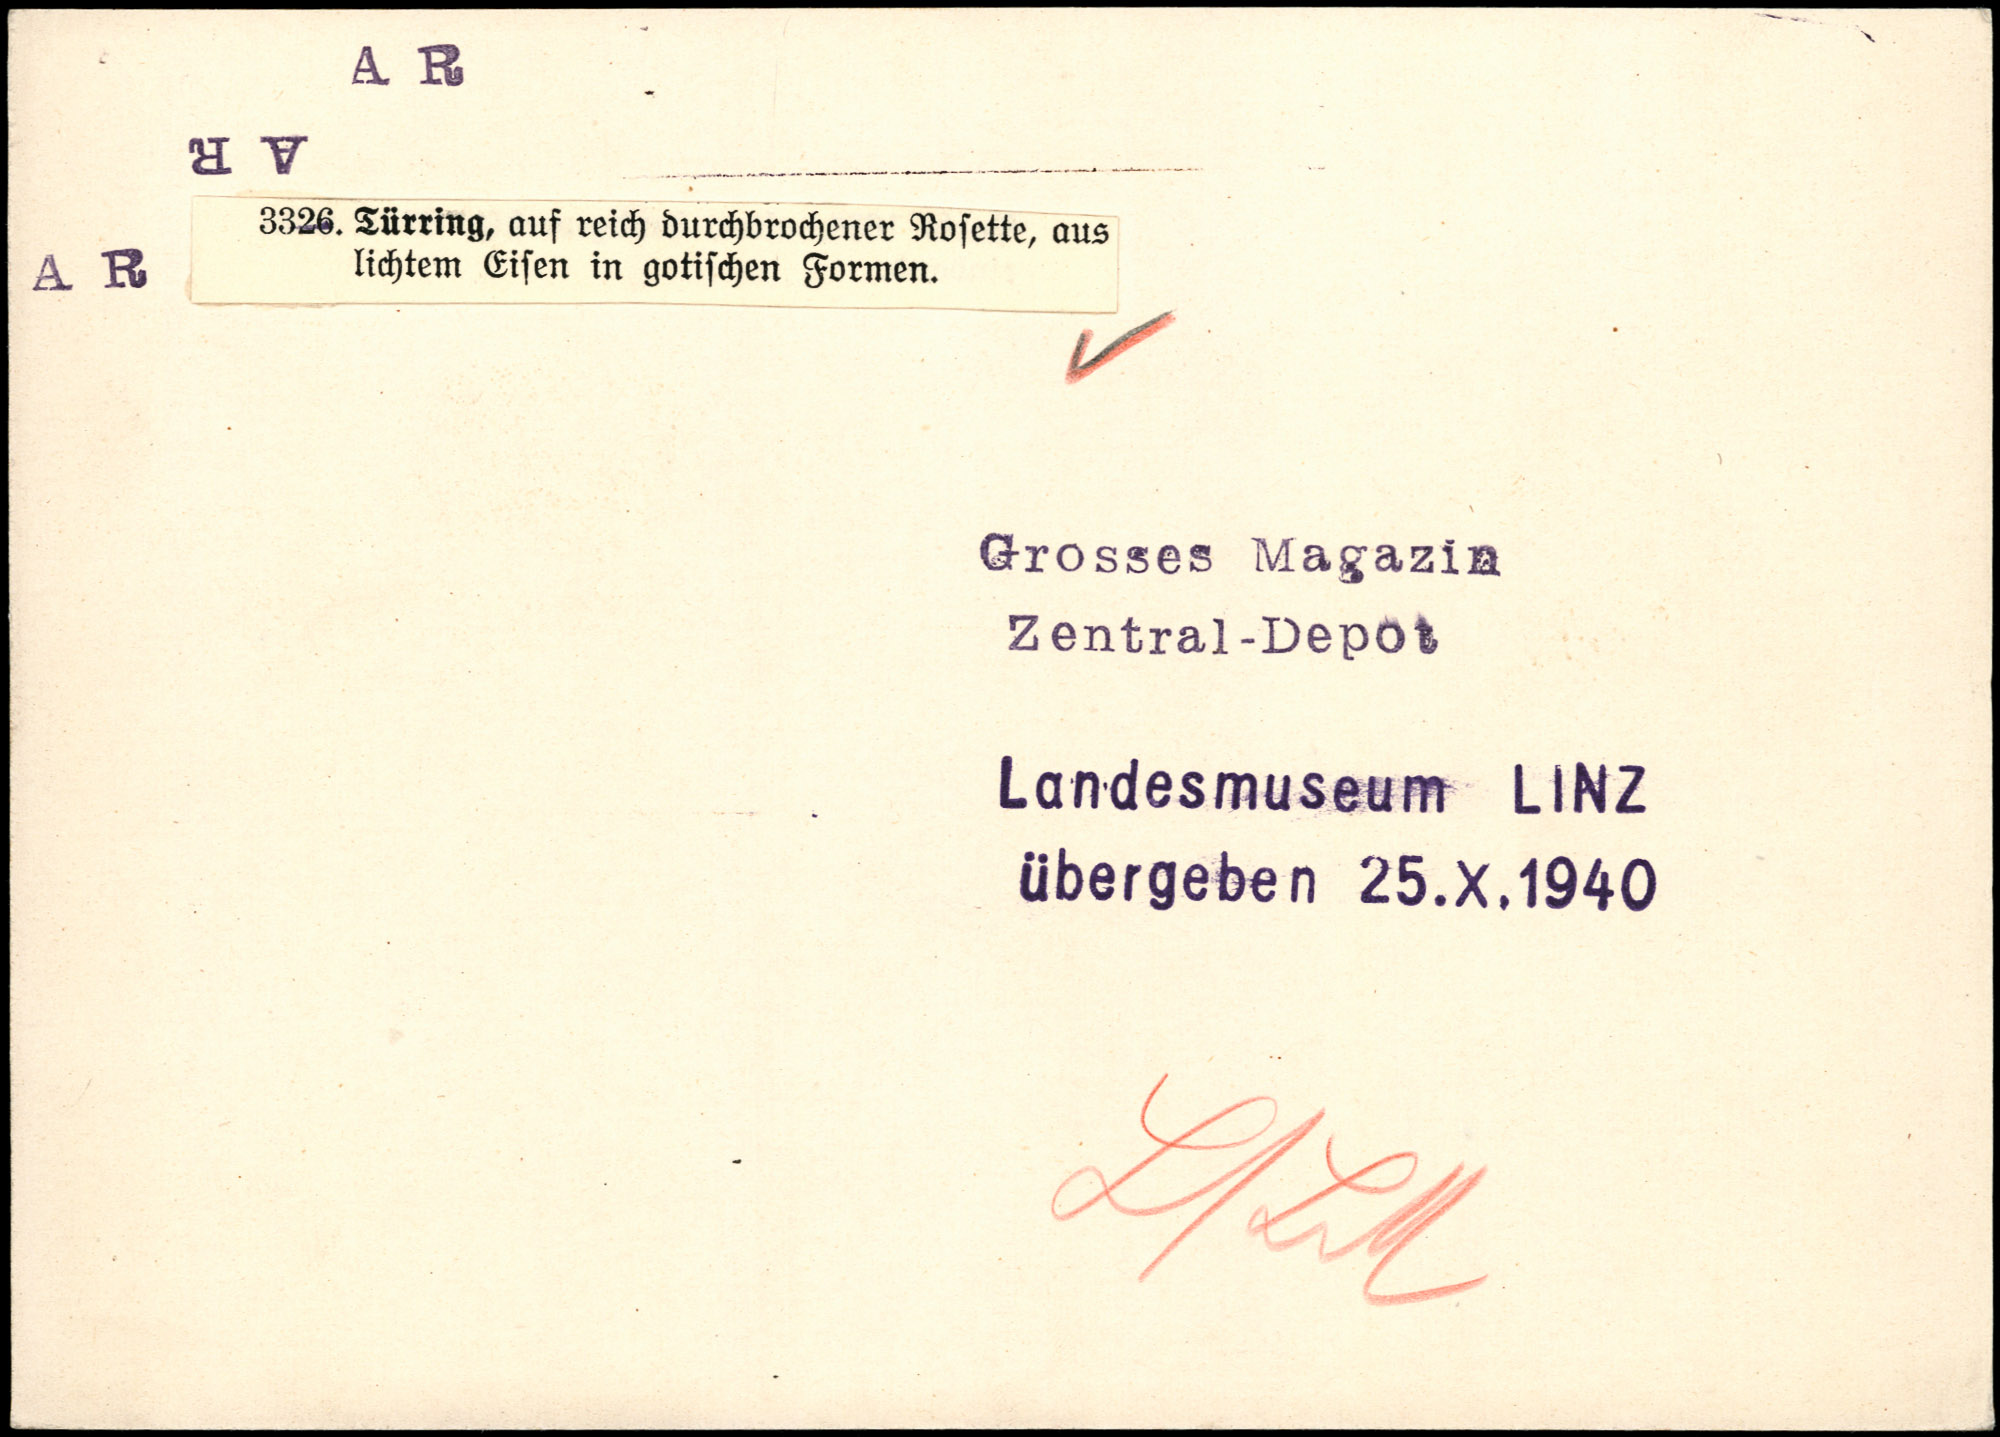 A R
A R
3326. Türring, auf reich durchbrochener Rosette, aus
lichtem Eisen in gotischen Formen.
A R
Grosses Magazin
Zentral-Depot
Landesmuseum LINZ
übergeben 25.X.1940